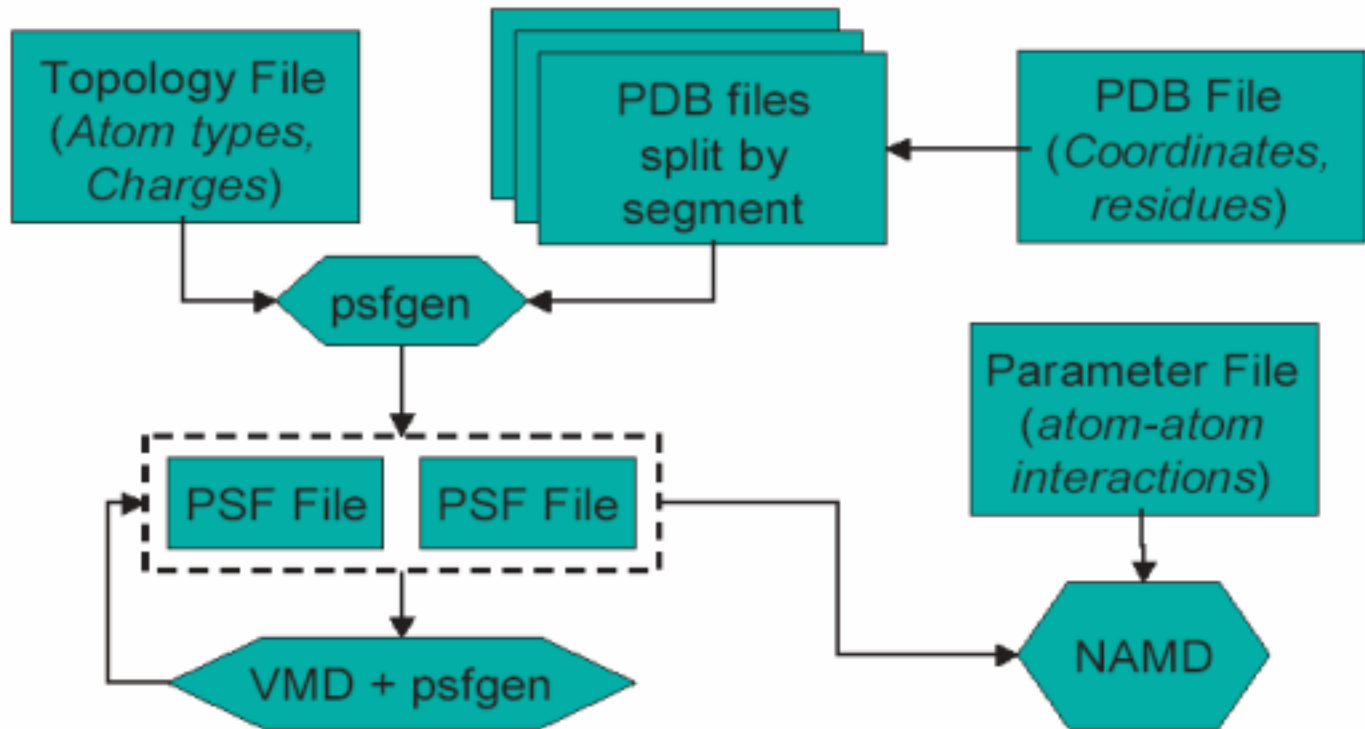 Topology File
(Atom types,
Charges)
PDB files
split by
segment
PDB File
(Coordinates,
residues)
psfgen
Parameter File
(atom-atom
interactions)
PSF File
PSF File
VMD + psfgen
NAMD